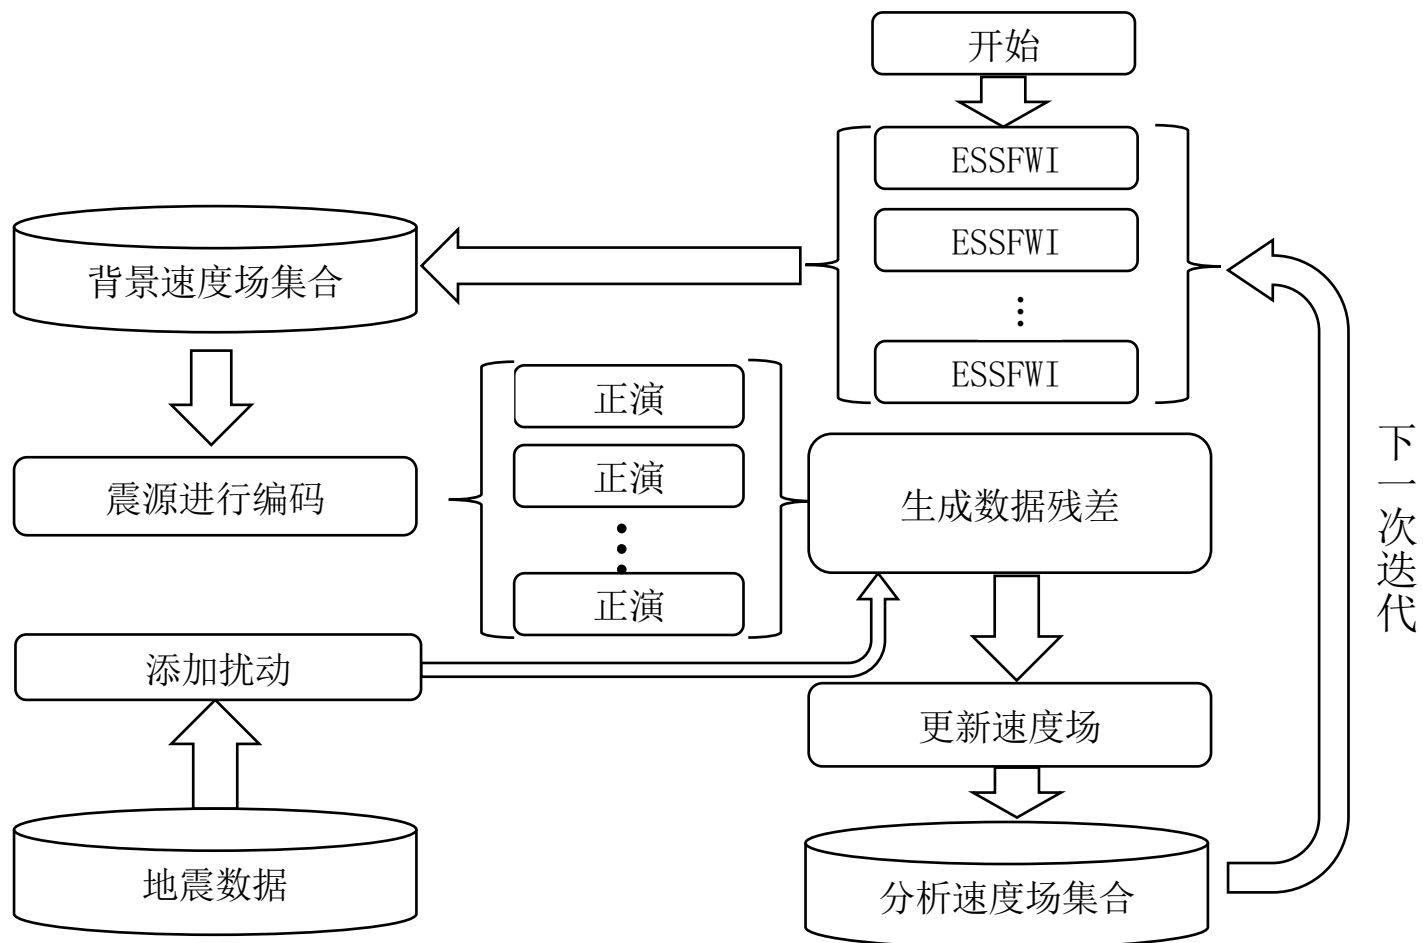 开始
ESSFWI
ESSFWI
⋮
ESSFWI
背景速度场集合
震源进行编码
正演
正演
⋮
正演
生成数据残差
添加扰动
更新速度场
地震数据
分析速度场集合
下一次迭代